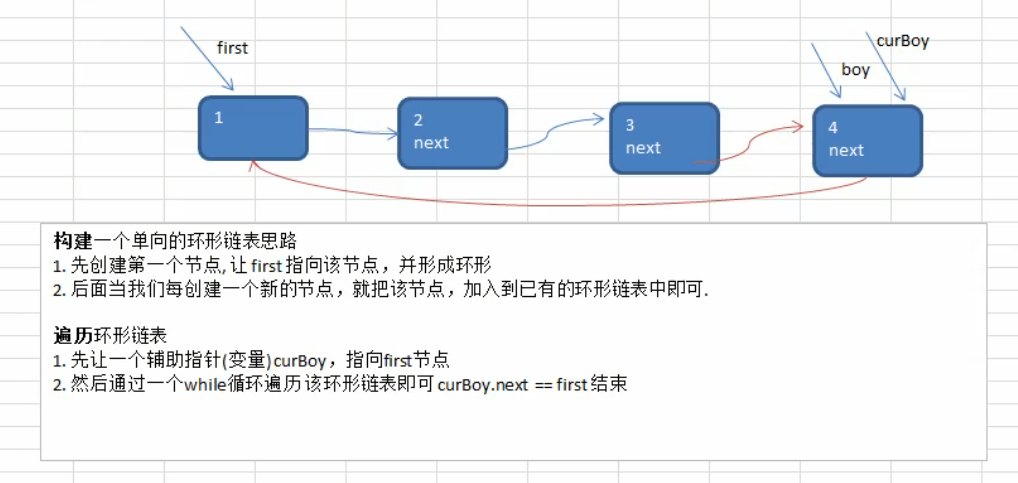 first
curBoy
boy
1
2
next
3
next
4
next
构建一个单向的环形链表思路
1. 先创建第一个节点, 让 first 指向该节点，并形成环形
2. 后面当我们每创建一个新的节点，就把该节点，加入到已有的环形链表中即可.
遍历环形链表
1. 先让一个辅助指针(变量) curBoy，指向first节点
2. 然后通过一个while循环遍历 该环形链表即可 curBoy.next == first 结束